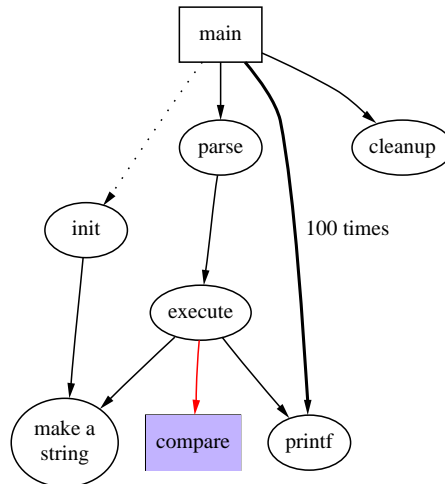 main
parse
cleanup
init
100 times
execute
make a
string
compare
printf